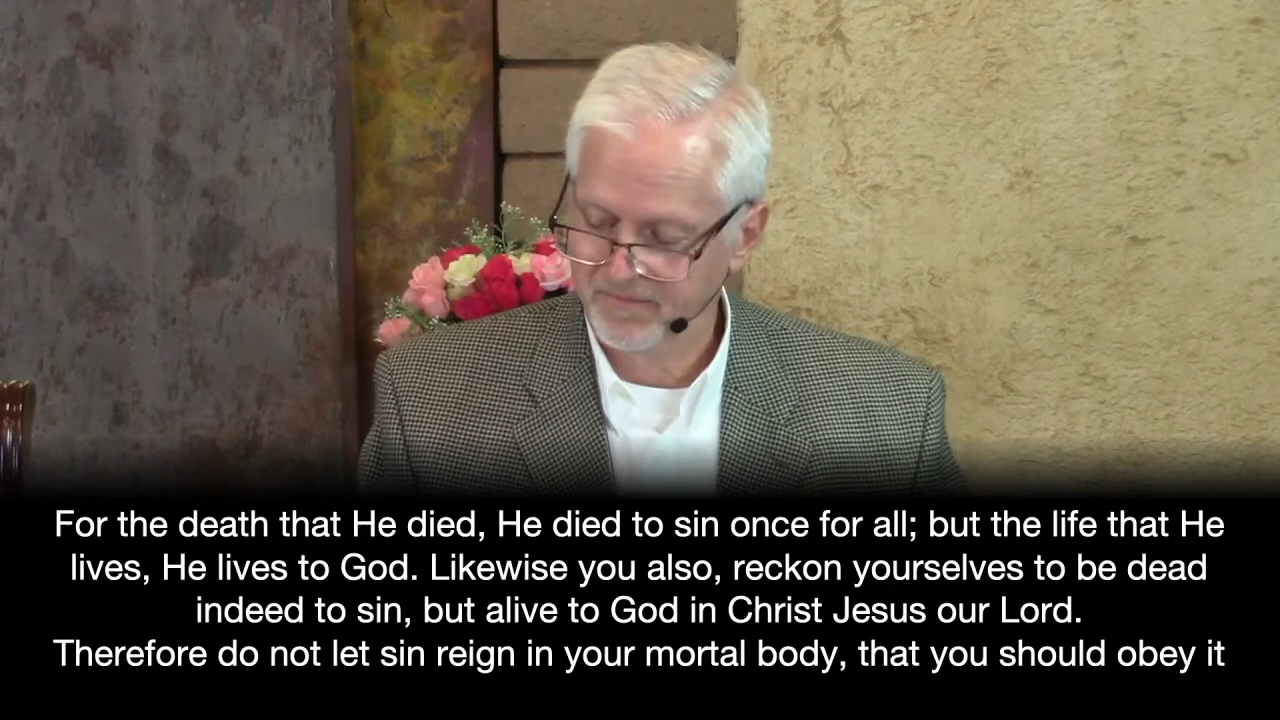 For the death that He died, He died to sin once for all; but the life that He
lives, He lives to God. Likewise you also, reckon yourselves to be dead
indeed to sin, but alive to God in Christ Jesus our Lord.
Therefore do not let sin reign in your mortal body, that you should obey it